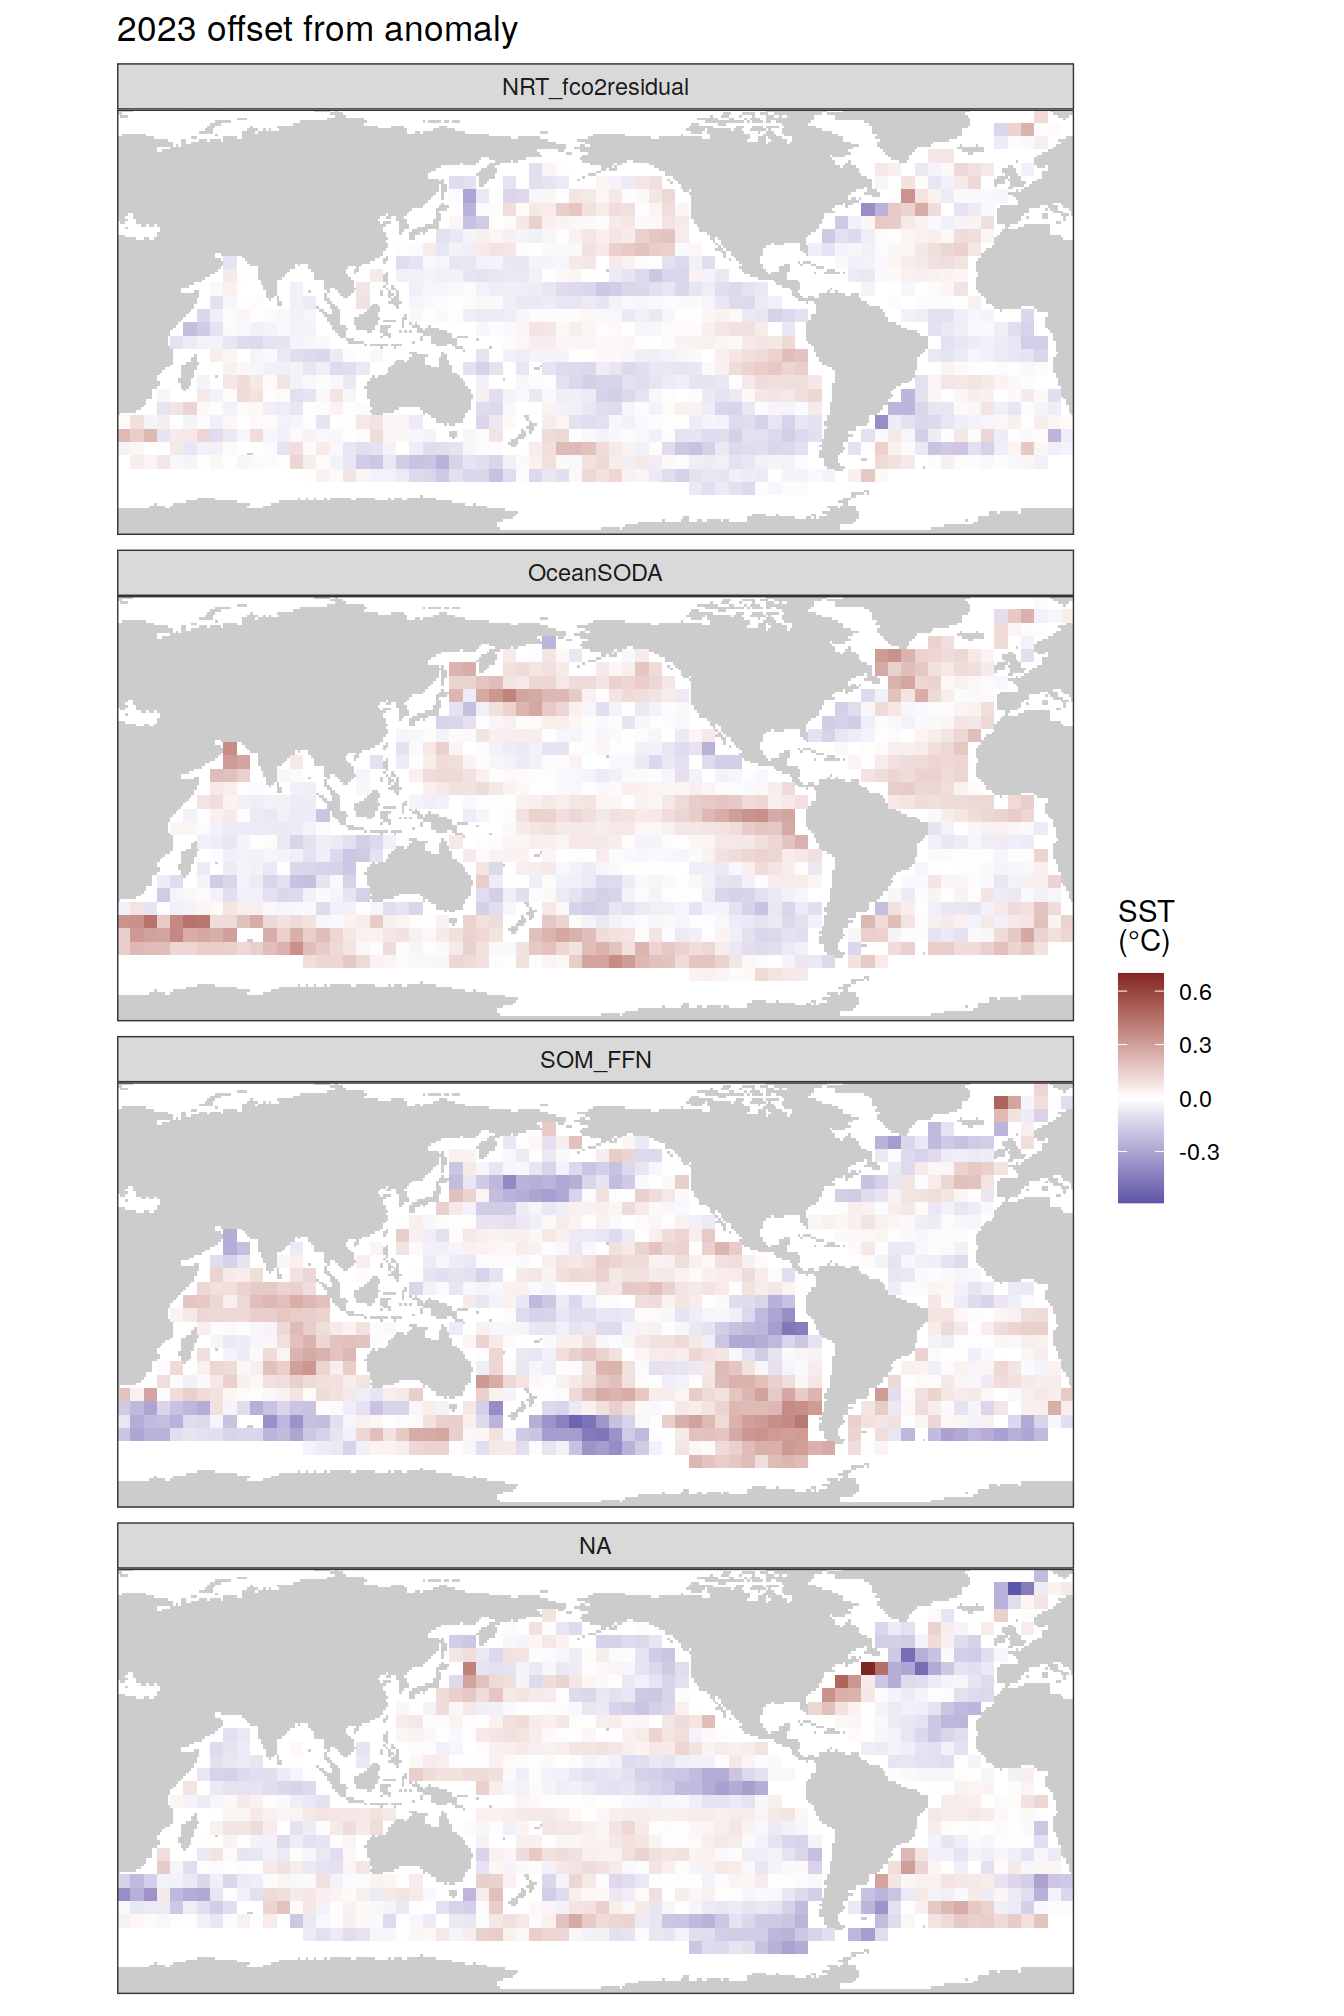 2023 offset from anomaly
NRT_fco2residual
OceanSODA
SOM_FFN
NA
SST
(°C)
0.6
0.3
0.0
-0.3